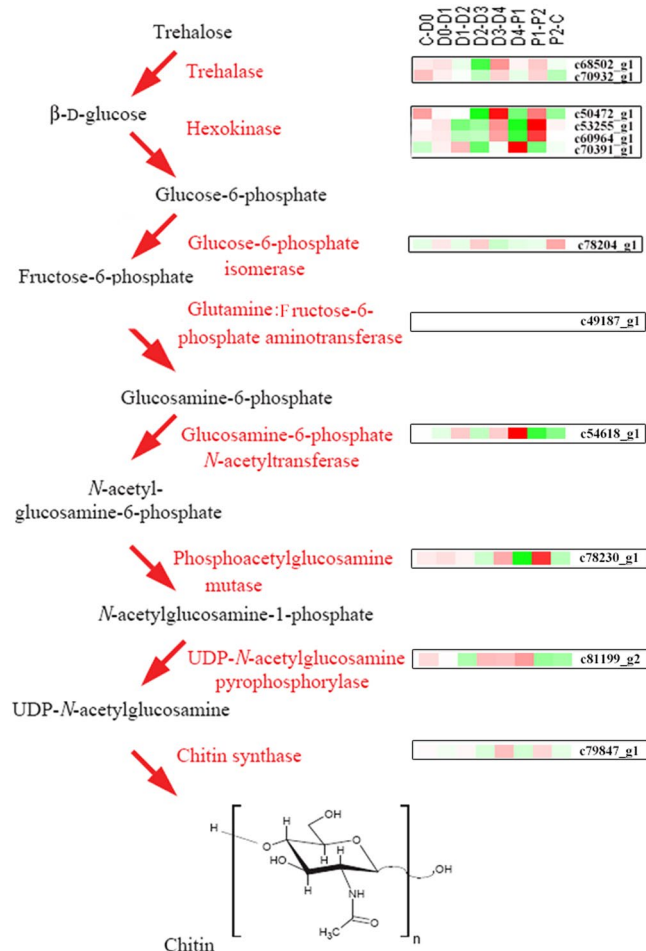 C-D0
D0-D1
D1-D2
D2-D3
D3-D4
D4-P1
P1-P2
P2-C
Trehalose
Trehalase
c68502_g1
c70932_g1
β-D-glucose
Hexokinase
c50472_g1
c53255_g1
c60964_g1
c70391_g1
Glucose-6-phosphate
Glucose-6-phosphate
isomerase
c78204_g1
Fructose-6-phosphate
Glutamine:Fructose-6-
phosphate aminotransferase
c49187_g1
Glucosamine-6-phosphate
Glucosamine-6-phosphate
N-acetyltransferase
c54618_g1
N-acetyl-
glucosamine-6-phosphate
Phosphoacetylglucosamine
mutase
c78230_g1
N-acetylglucosamine-1-phosphate
UDP-N-acetylglucosamine
pyrophosphorylase
c81199_g2
UDP-N-acetylglucosamine
Chitin synthase
c79847_g1
H
O
H
HO
H
OH
H
O
H
H
NH
H3C
O
OH
n
Chitin